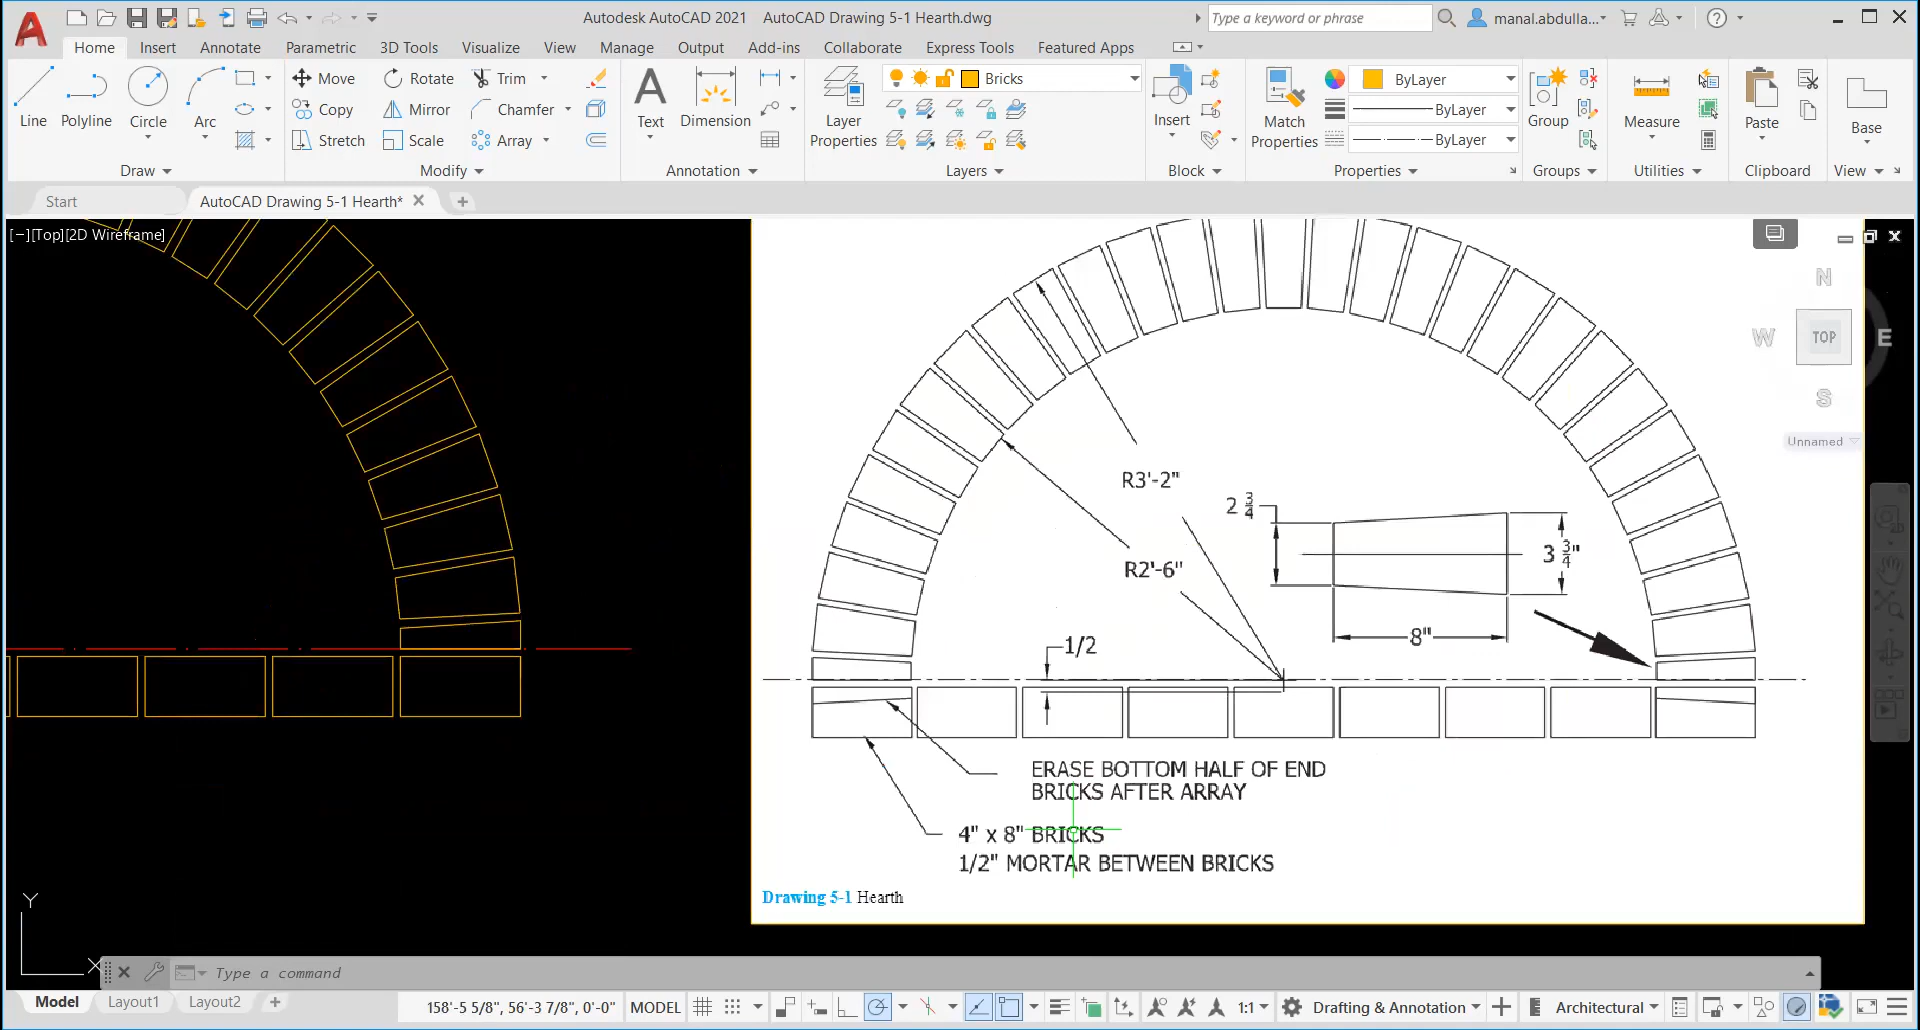 Autodesk AutoCAD 2021 AutoCAD Drawing 5-1 Hearth.dwg
Type a keyword or phrase
manal.abdulla...
Home Insert Annotate Parametric 3D Tools Visualize View Manage Output Add-ins Collaborate Express Tools Featured Apps
Line Polyline Circle Arc
Draw
Move Rotate Trim
Copy Mirror Chamfer
Stretch Scale Array
Modify
Text Dimension
Annotation
Layer Properties
Bricks
Layers
Insert
Block
Match Properties
ByLayer
ByLayer
ByLayer
Properties
Group
Groups
Measure
Utilities
Paste
Clipboard
Base
View
Start AutoCAD Drawing 5-1 Hearth*
[−][Top][2D Wireframe]
N
W TOP E
S
Unnamed
R3'-2"
2 3/4
3 3/4"
R2'-6"
8"
1/2
ERASE BOTTOM HALF OF END
BRICKS AFTER ARRAY
4" x 8" BRICKS
1/2" MORTAR BETWEEN BRICKS
Drawing 5-1 Hearth
Y
X
Type a command
Model Layout1 Layout2
158'-5 5/8", 56'-3 7/8", 0'-0" MODEL 1:1 Drafting & Annotation Architectural